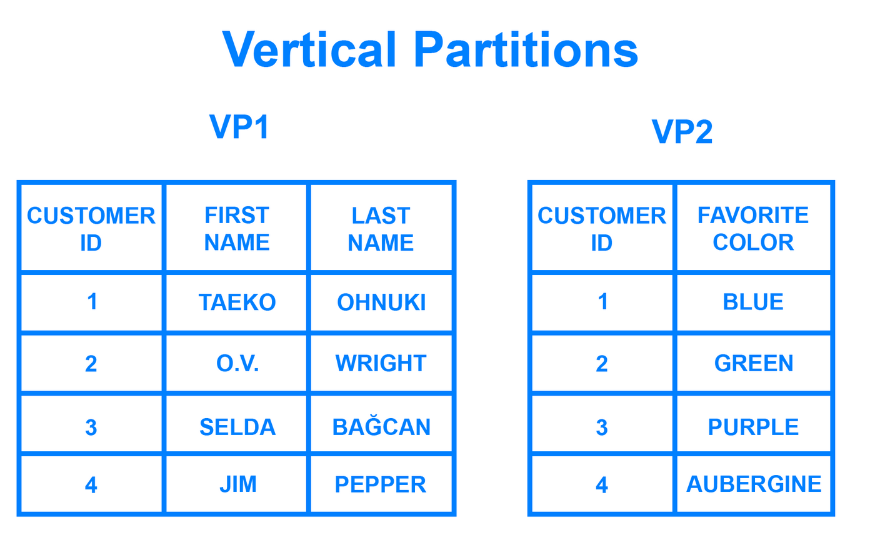 Vertical Partitions
VP1
CUSTOMER ID FIRST NAME LAST NAME
1 TAEKO OHNUKI
2 O.V. WRIGHT
3 SELDA BAĞCAN
4 JIM PEPPER
VP2
CUSTOMER ID FAVORITE COLOR
1 BLUE
2 GREEN
3 PURPLE
4 AUBERGINE